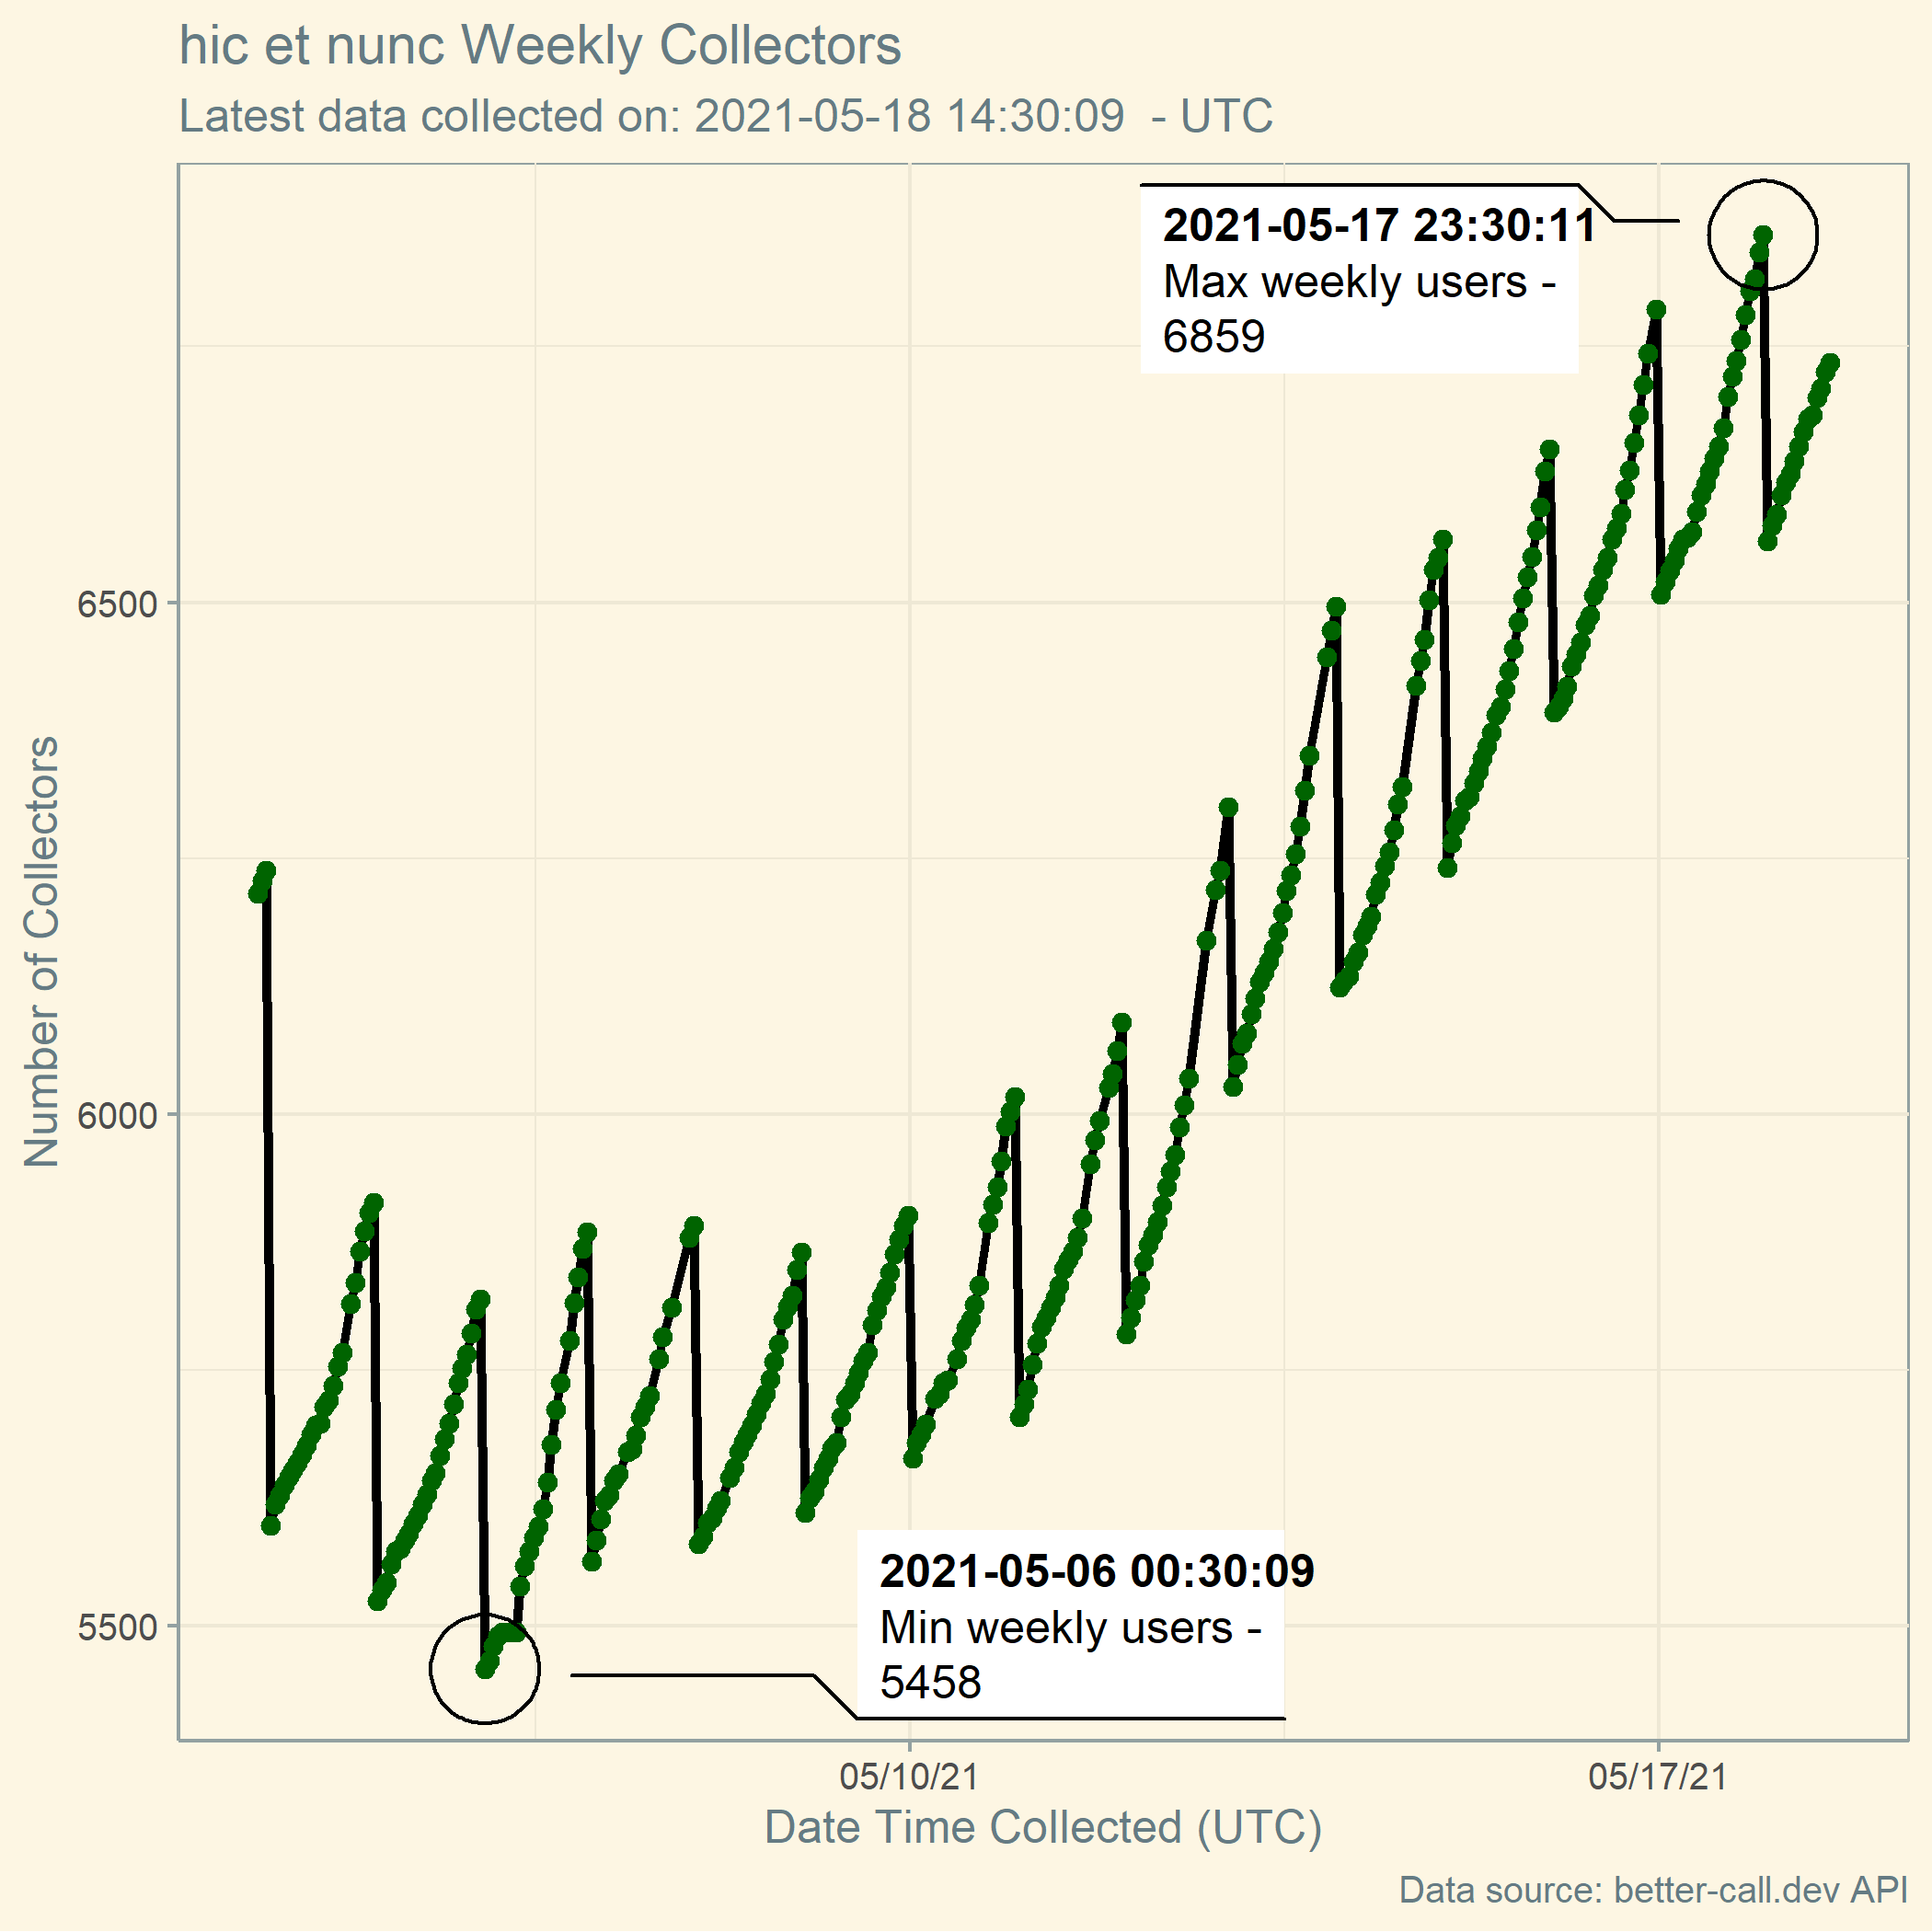 hic et nunc Weekly Collectors
Latest data collected on: 2021-05-18 14:30:09  - UTC
2021-05-17 23:30:11
Max weekly users -
6859
Number of Collectors
6500
6000
5500
2021-05-06 00:30:09
Min weekly users -
5458
05/10/21
05/17/21
Date Time Collected (UTC)
Data source: better-call.dev API